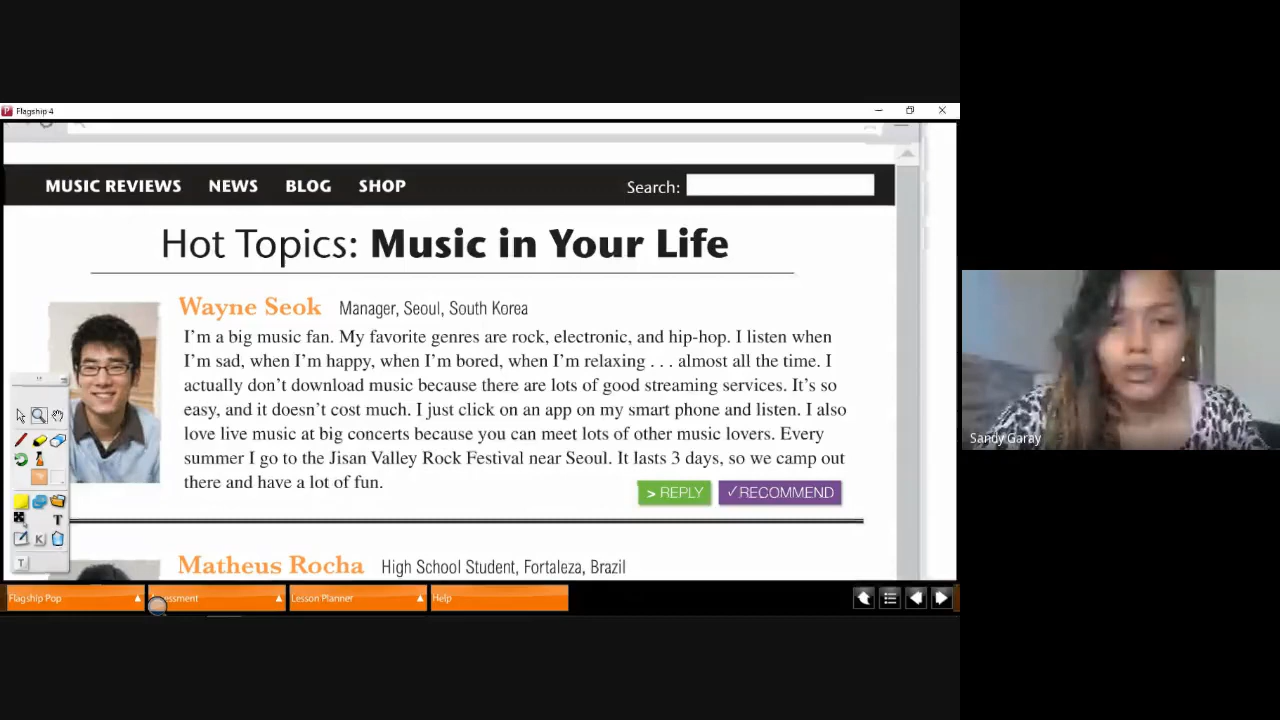 Flagship 4
MUSIC REVIEWS NEWS BLOG SHOP Search:
Hot Topics: Music in Your Life
Wayne Seok Manager, Seoul, South Korea
I'm a big music fan. My favorite genres are rock, electronic, and hip-hop. I listen when
I'm sad, when I'm happy, when I'm bored, when I'm relaxing . . . almost all the time. I
actually don't download music because there are lots of good streaming services. It's so
easy, and it doesn't cost much. I just click on an app on my smart phone and listen. I also
love live music at big concerts because you can meet lots of other music lovers. Every
summer I go to the Jisan Valley Rock Festival near Seoul. It lasts 3 days, so we camp out
there and have a lot of fun.
> REPLY ✓RECOMMEND
Matheus Rocha High School Student, Fortaleza, Brazil
T
K
T
Flagship Pop Lesson Planner Help
Sandy Garay